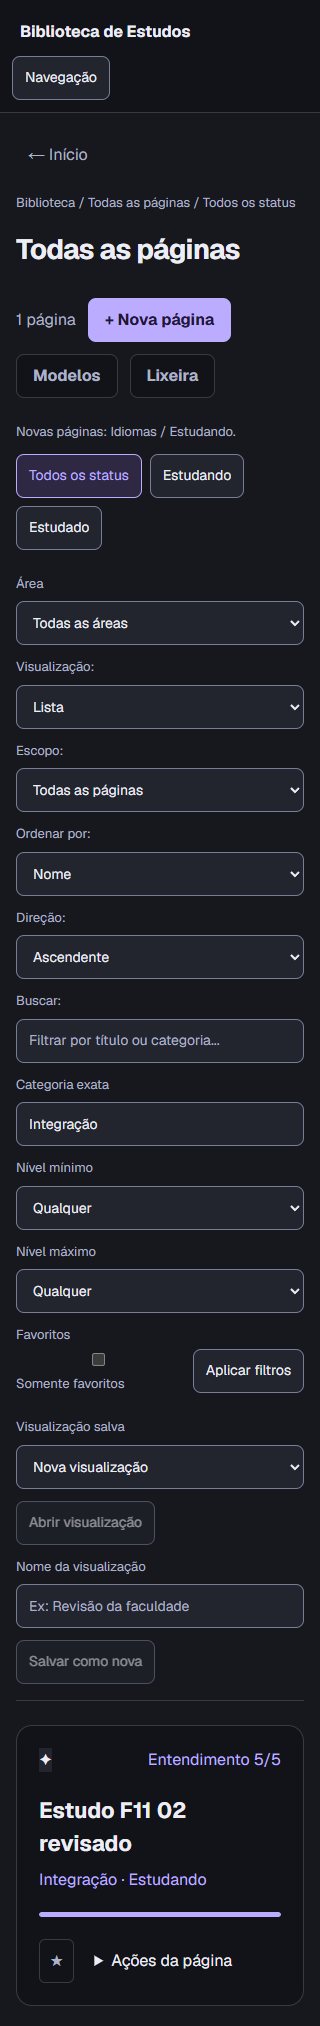 Biblioteca de Estudos
Navegação
← Início
Biblioteca / Todas as páginas / Todos os status
Todas as páginas
1 página
+ Nova página
Modelos
Lixeira
Novas páginas: Idiomas / Estudando.
Todos os status
Estudando
Estudado
Área
Todas as áreas
Visualização:
Lista
Escopo:
Todas as páginas
Ordenar por:
Nome
Direção:
Ascendente
Buscar:
Filtrar por título ou categoria...
Categoria exata
Integração
Nível mínimo
Qualquer
Nível máximo
Qualquer
Favoritos
Somente favoritos
Aplicar filtros
Visualização salva
Nova visualização
Abrir visualização
Nome da visualização
Ex: Revisão da faculdade
Salvar como nova
Entendimento 5/5
Estudo F11 02
revisado
Integração · Estudando
▶ Ações da página